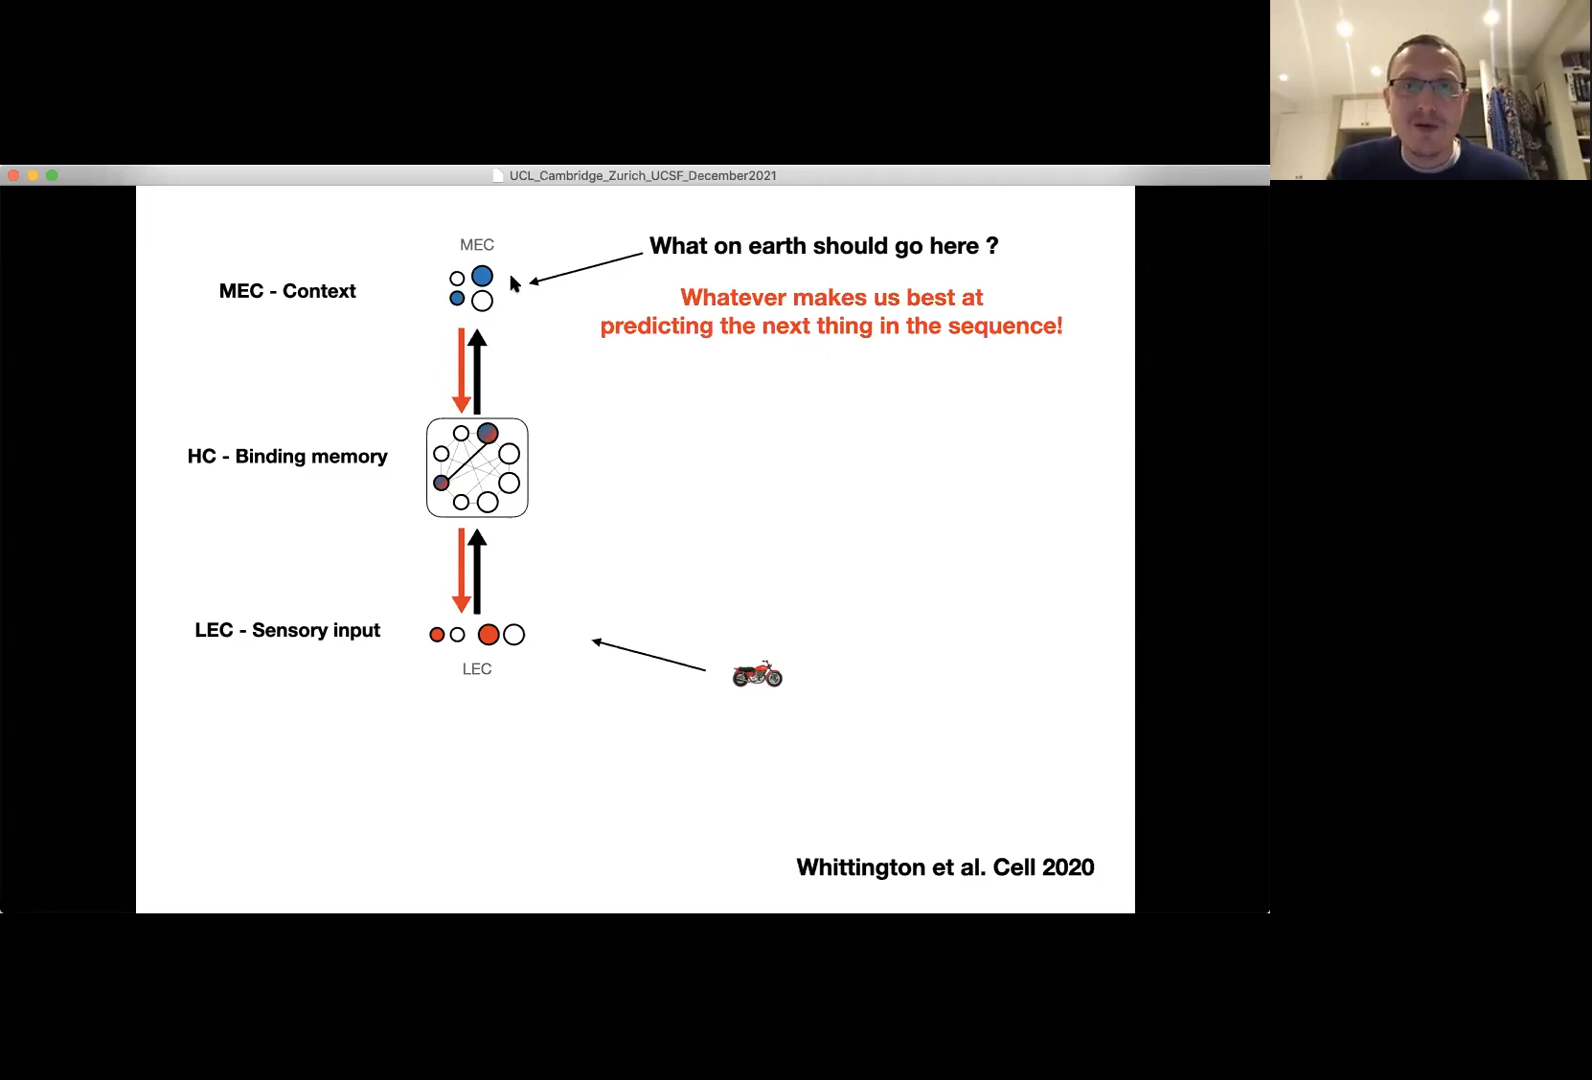 UCL_Cambridge_Zurich_UCSF_December2021
MEC
What on earth should go here ?
MEC - Context
Whatever makes us best at
predicting the next thing in the sequence!
HC - Binding memory
LEC - Sensory input
LEC
Whittington et al. Cell 2020